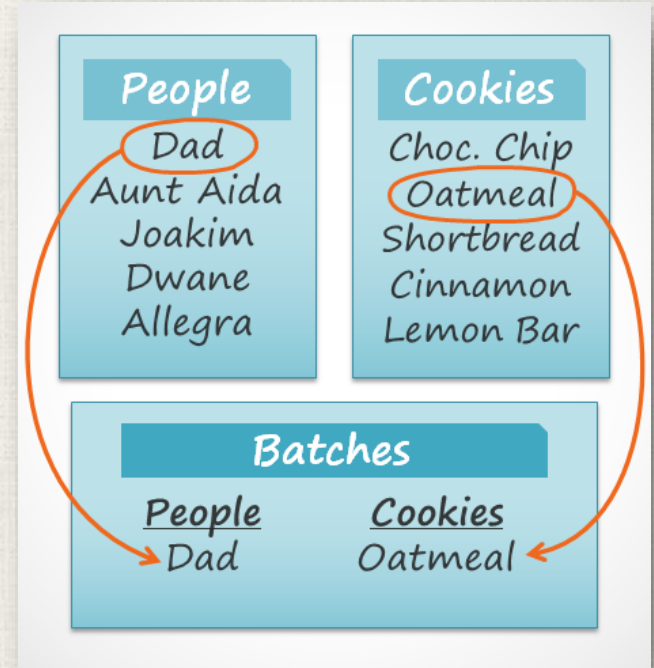 People
Dad
Aunt Aida
Joakim
Dwane
Allegra
Cookies
Choc. Chip
Oatmeal
Shortbread
Cinnamon
Lemon Bar
Batches
People Cookies
Dad Oatmeal